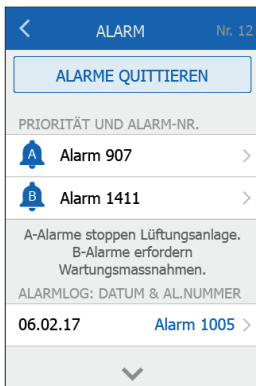 ALARM Nr. 12
ALARME QUITTIEREN
PRIORITÄT UND ALARM-NR.
A Alarm 907
B Alarm 1411
A-Alarme stoppen Lüftungsanlage.
B-Alarme erfordern
Wartungsmassnahmen.
ALARMLOG: DATUM & AL.NUMMER
06.02.17 Alarm 1005